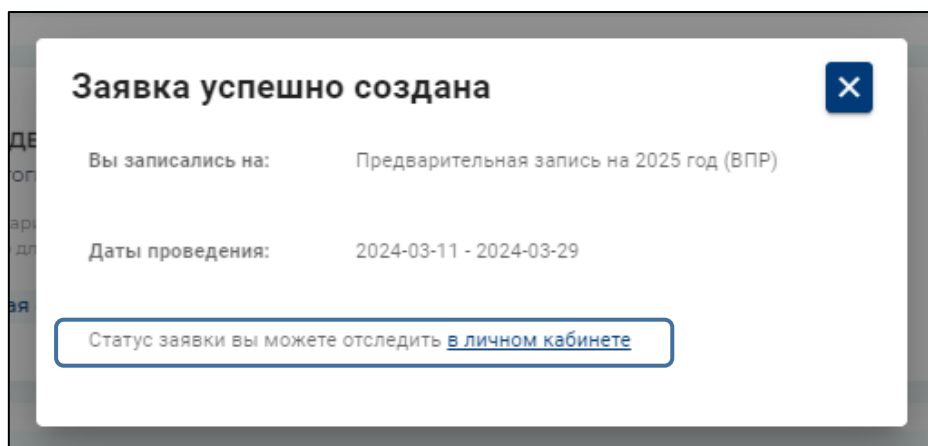 Заявка успешно создана
Вы записались на: Предварительная запись на 2025 год (ВПР)
Даты проведения: 2024-03-11 - 2024-03-29
Статус заявки вы можете отследить в личном кабинете